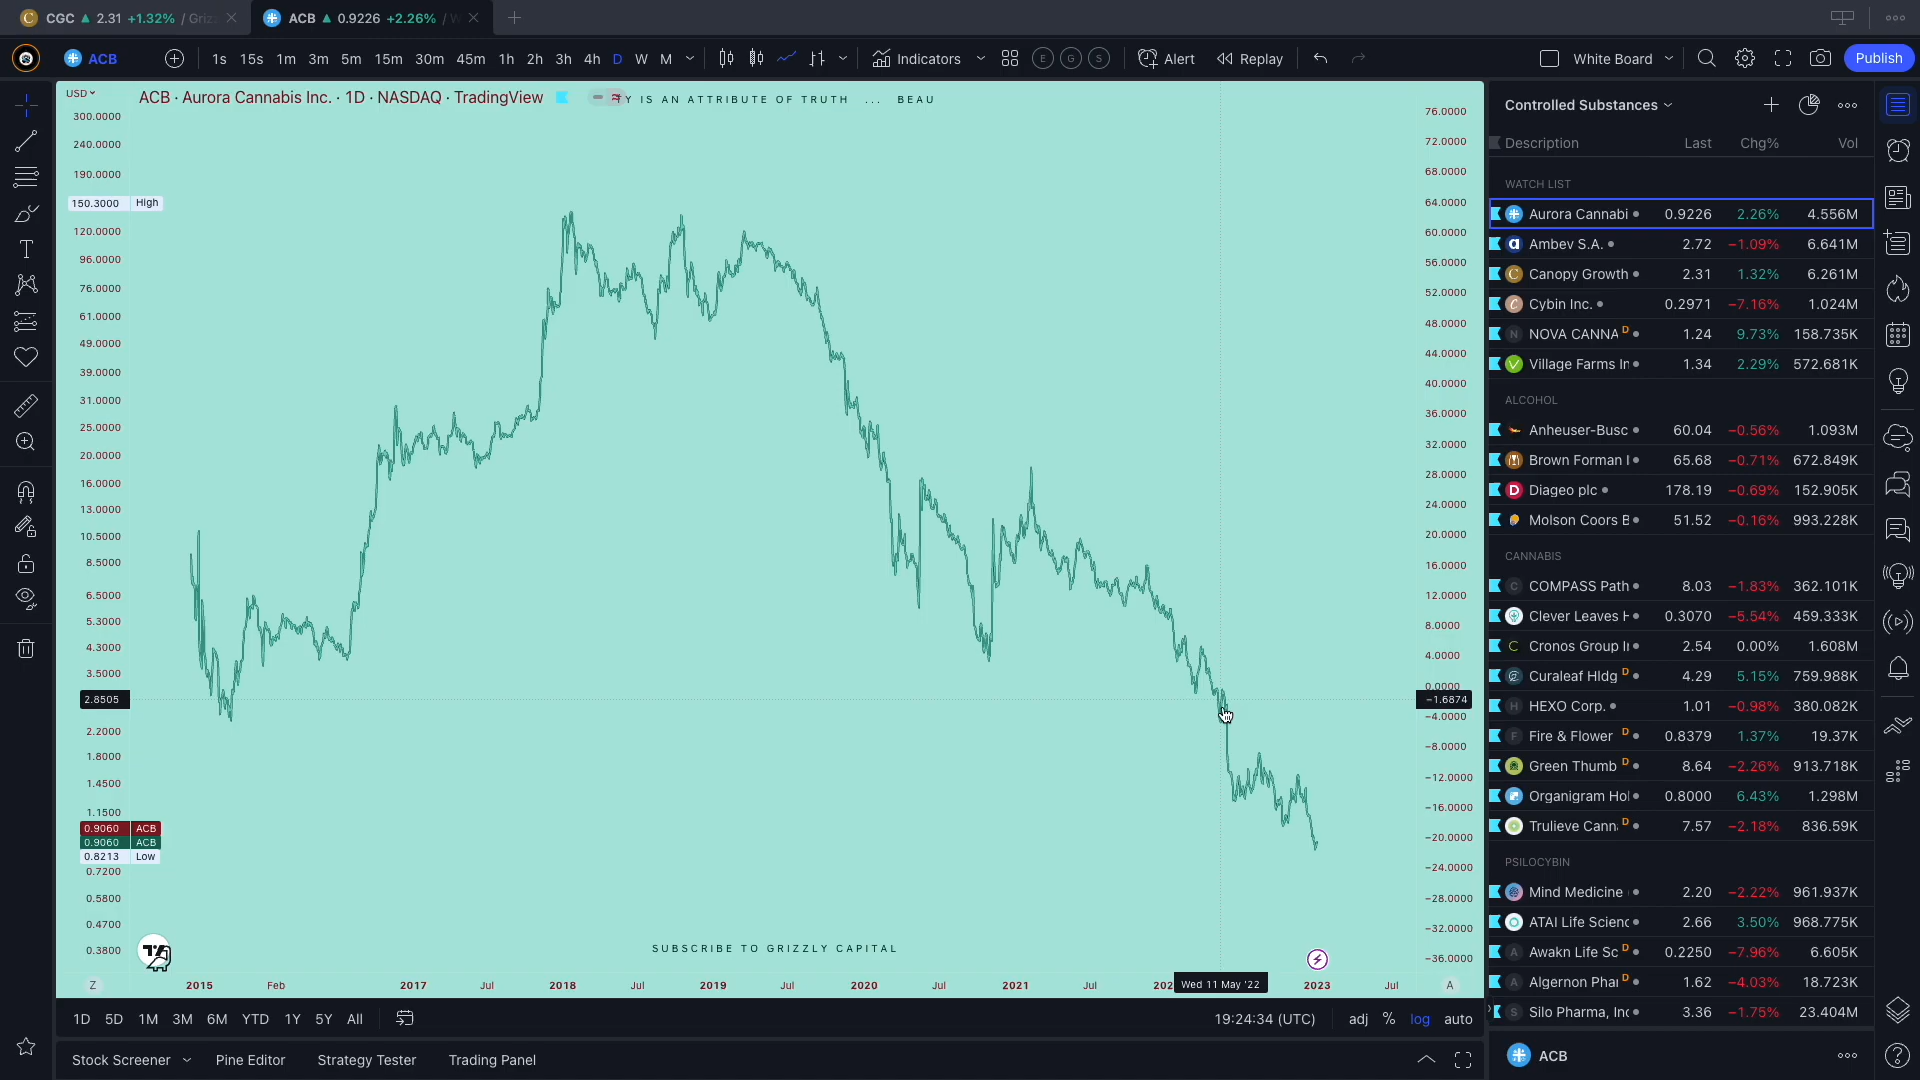 CGC ▲ 2.31 +1.32% / Griz
ACB ▲ 0.9226 +2.26% / W
ACB
1s 15s 1m 3m 5m 15m 30m 45m 1h 2h 3h 4h D W M
Indicators
E G S
Alert
Replay
White Board
Publish
USD
ACB · Aurora Cannabis Inc. · 1D · NASDAQ · TradingView
Y IS AN ATTRIBUTE OF TRUTH ... BEAU
300.0000
240.0000
190.0000
150.3000 High
120.0000
96.0000
76.0000
61.0000
49.0000
39.0000
31.0000
25.0000
20.0000
16.0000
13.0000
10.5000
8.5000
6.5000
5.3000
4.3000
3.5000
2.8505
2.2000
1.8000
1.4500
1.1500
0.9060 ACB
0.9060 ACB
0.8213 Low
0.7200
0.5800
0.4700
0.3800
76.0000
72.0000
68.0000
64.0000
60.0000
56.0000
52.0000
48.0000
44.0000
40.0000
36.0000
32.0000
28.0000
24.0000
20.0000
16.0000
12.0000
8.0000
4.0000
0.0000
−1.6874
−4.0000
−8.0000
−12.0000
−16.0000
−20.0000
−24.0000
−28.0000
−32.0000
−36.0000
SUBSCRIBE TO GRIZZLY CAPITAL
Z 2015 Feb 2017 Jul 2018 Jul 2019 Jul 2020 Jul 2021 Jul 202 Wed 11 May '22 2023 Jul A
1D 5D 1M 3M 6M YTD 1Y 5Y All
19:24:34 (UTC) adj % log auto
Stock Screener Pine Editor Strategy Tester Trading Panel
Controlled Substances
Description Last Chg% Vol
WATCH LIST
Aurora Cannabi 0.9226 2.26% 4.556M
Ambev S.A. 2.72 −1.09% 6.641M
Canopy Growth 2.31 1.32% 6.261M
Cybin Inc. 0.2971 −7.16% 1.024M
N NOVA CANNA D 1.24 9.73% 158.735K
Village Farms In 1.34 2.29% 572.681K
ALCOHOL
Anheuser-Busc 60.04 −0.56% 1.093M
Brown Forman I 65.68 −0.71% 672.849K
D Diageo plc 178.19 −0.69% 152.905K
Molson Coors B 51.52 −0.16% 993.228K
CANNABIS
C COMPASS Path 8.03 −1.83% 362.101K
Clever Leaves H 0.3070 −5.54% 459.333K
C Cronos Group In 2.54 0.00% 1.608M
Curaleaf Hldg D 4.29 5.15% 759.988K
H HEXO Corp. 1.01 −0.98% 380.082K
F Fire & Flower D 0.8379 1.37% 19.37K
Green Thumb D 8.64 −2.26% 913.718K
Organigram Hol 0.8000 6.43% 1.298M
Trulieve Cann D 7.57 −2.18% 836.59K
PSILOCYBIN
Mind Medicine 2.20 −2.22% 961.937K
ATAI Life Scienc 2.66 3.50% 968.775K
A Awakn Life Sc D 0.2250 −7.96% 6.605K
A Algernon Phar D 1.62 −4.03% 18.723K
S Silo Pharma, Inc 3.36 −1.75% 23.404M
ACB